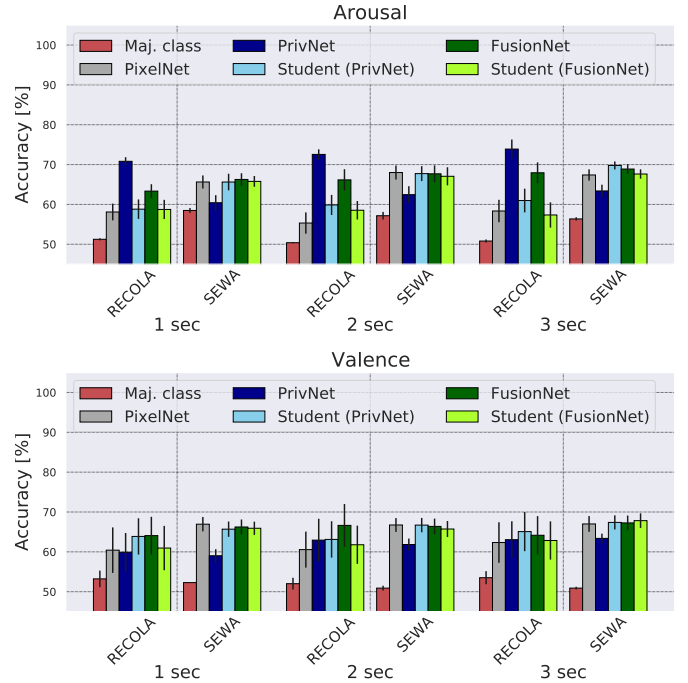 Arousal
Accuracy [%]
100
90
80
70
60
50
Maj. class
PixelNet
PrivNet
Student (PrivNet)
FusionNet
Student (FusionNet)
RECOLA
SEWA
RECOLA
SEWA
RECOLA
SEWA
1 sec
2 sec
3 sec
Valence
Accuracy [%]
100
90
80
70
60
50
Maj. class
PixelNet
PrivNet
Student (PrivNet)
FusionNet
Student (FusionNet)
RECOLA
SEWA
RECOLA
SEWA
RECOLA
SEWA
1 sec
2 sec
3 sec